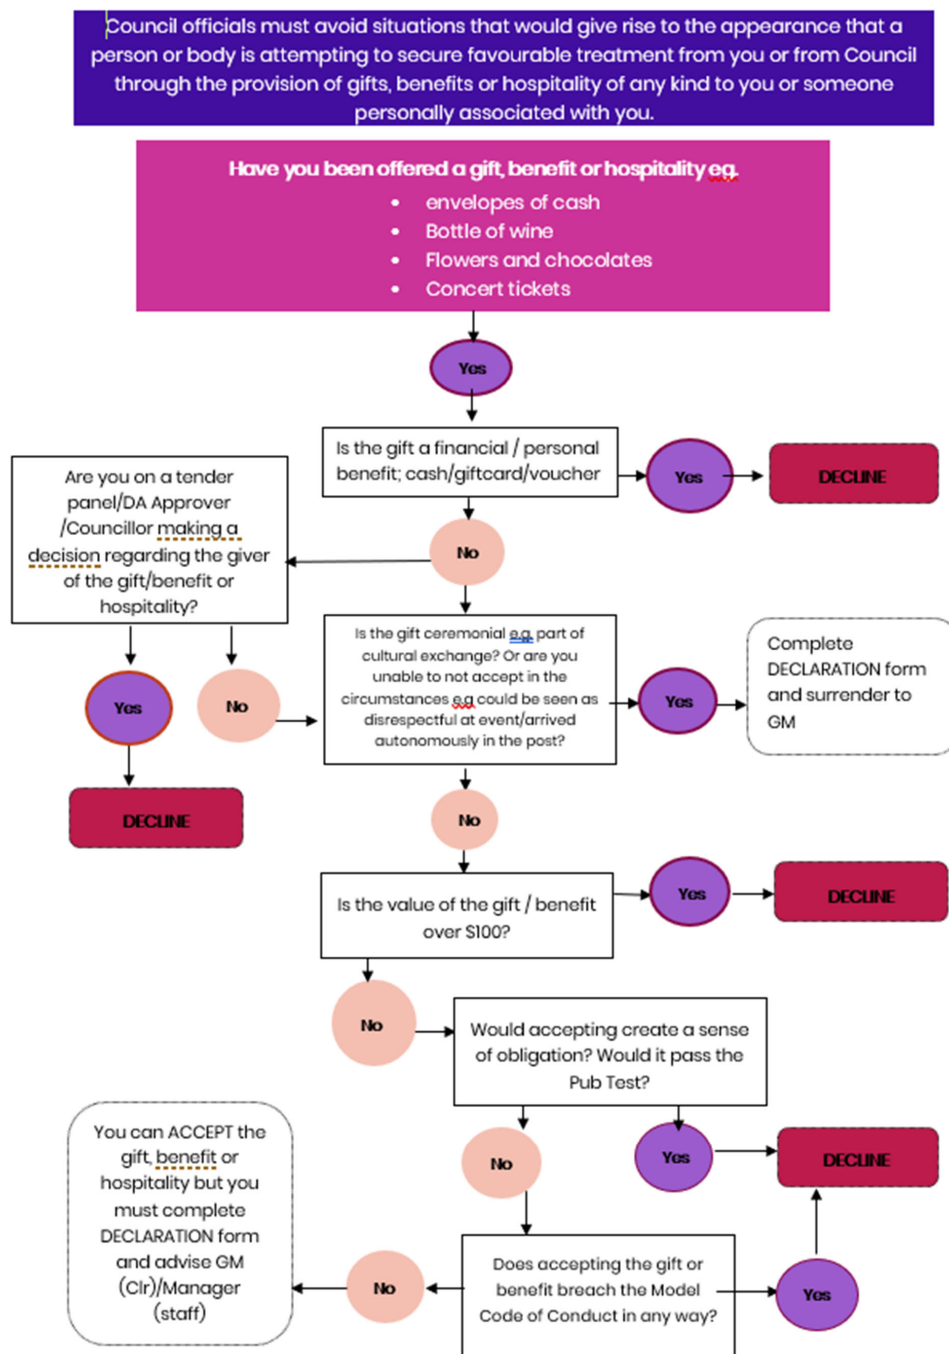 Council officials must avoid situations that would give rise to the appearance that a
person or body is attempting to secure favourable treatment from you or from Council
through the provision of gifts, benefits or hospitality of any kind to you or someone
personally associated with you.
Have you been offered a gift, benefit or hospitality eg.
• envelopes of cash
• Bottle of wine
• Flowers and chocolates
• Concert tickets
Yes
Is the gift a financial / personal
benefit; cash/giftcard/voucher
Yes
DECLINE
No
Are you on a tender
panel/DA Approver
/Councillor making a
decision regarding the giver
of the gift/benefit or
hospitality?
Yes
No
DECLINE
Is the gift ceremonial e.g. part of
cultural exchange? Or are you
unable to not accept in the
circumstances e.g could be seen as
disrespectful at event/arrived
autonomously in the post?
Yes
Complete
DECLARATION form
and surrender to
GM
No
Is the value of the gift / benefit
over $100?
Yes
DECLINE
No
Would accepting create a sense
of obligation? Would it pass the
Pub Test?
No
Yes
DECLINE
Does accepting the gift or
benefit breach the Model
Code of Conduct in any way?
Yes
No
You can ACCEPT the
gift, benefit or
hospitality but you
must complete
DECLARATION form
and advise GM
(Clr)/Manager
(staff)